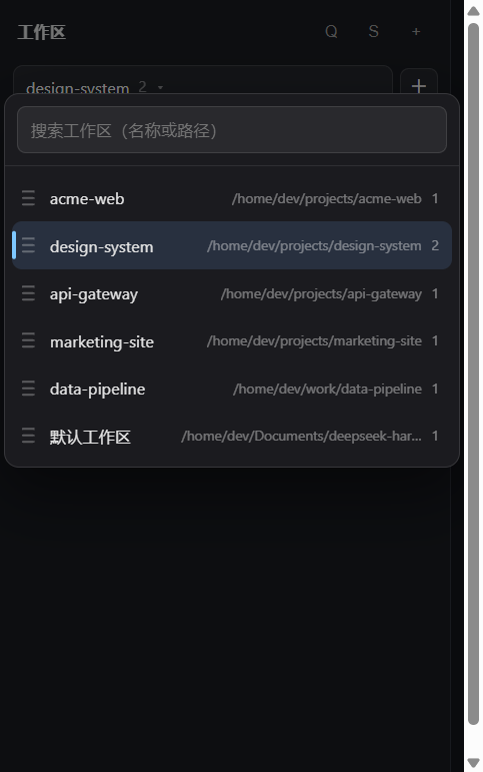 工作区 Q S +
design-system 2
搜索工作区（名称或路径）
acme-web /home/dev/projects/acme-web 1
design-system /home/dev/projects/design-system 2
api-gateway /home/dev/projects/api-gateway 1
marketing-site /home/dev/projects/marketing-site 1
data-pipeline /home/dev/work/data-pipeline 1
默认工作区 /home/dev/Documents/deepseek-har... 1